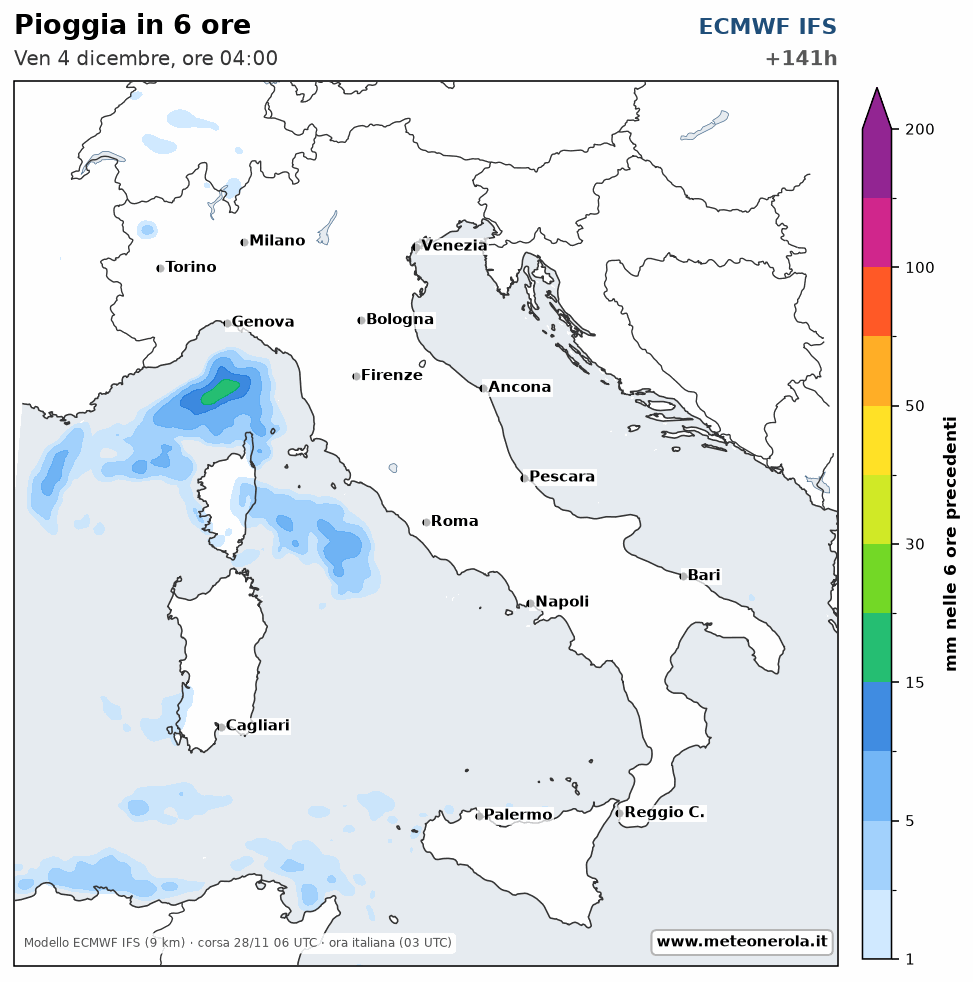 Pioggia in 6 ore
ECMWF IFS
Ven 4 dicembre, ore 04:00
+141h
Milano
Venezia
Torino
Genova
Bologna
Firenze
Ancona
Pescara
Roma
Bari
Napoli
Cagliari
Palermo
Reggio C.
200
100
50
30
15
5
1
mm nelle 6 ore precedenti
Modello ECMWF IFS (9 km) · corsa 28/11 06 UTC · ora italiana (03 UTC)
www.meteonerola.it